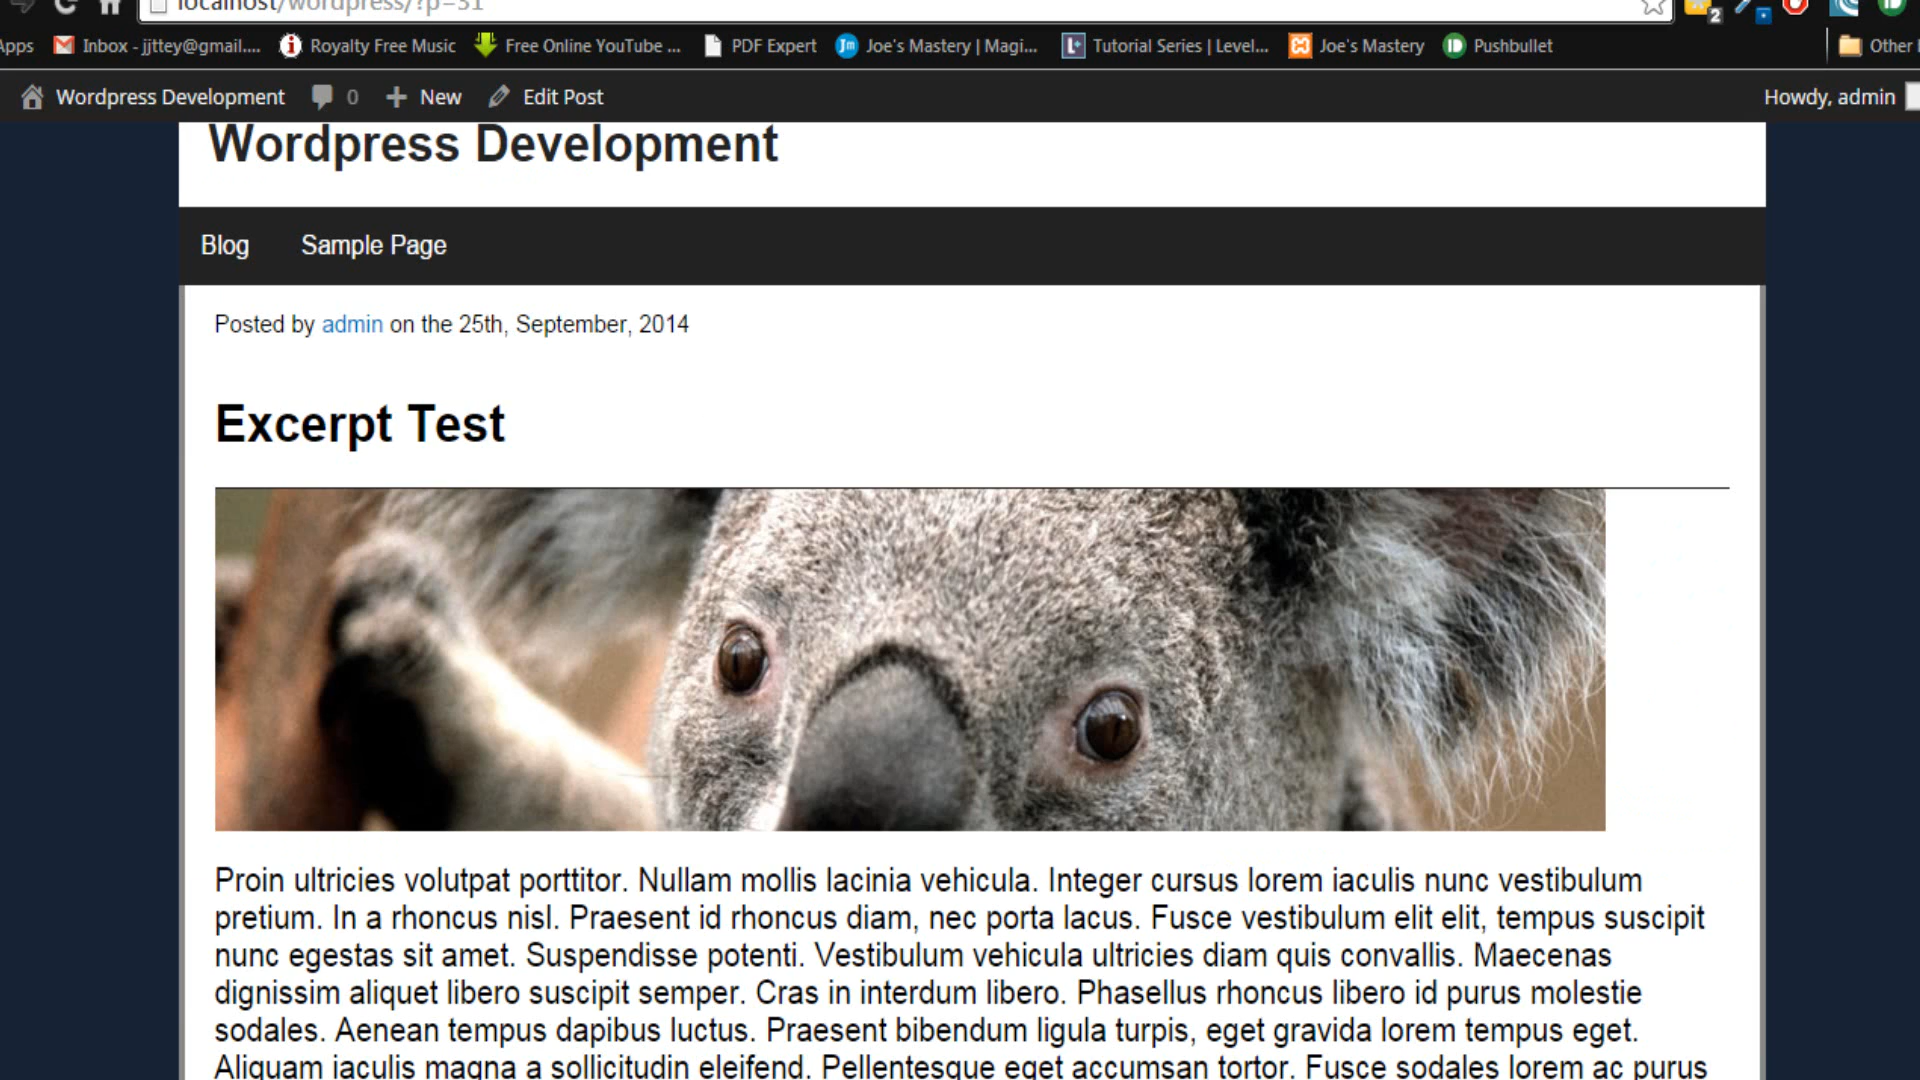 localhost/wordpress/?p=31
Apps Inbox - jjttey@gmail.... Royalty Free Music Free Online YouTube ... PDF Expert Joe's Mastery | Magi... Tutorial Series | Level... Joe's Mastery Pushbullet Other
Wordpress Development 0 New Edit Post Howdy, admin
Wordpress Development
Blog Sample Page
Posted by admin on the 25th, September, 2014
Excerpt Test
Proin ultricies volutpat porttitor. Nullam mollis lacinia vehicula. Integer cursus lorem iaculis nunc vestibulum
pretium. In a rhoncus nisl. Praesent id rhoncus diam, nec porta lacus. Fusce vestibulum elit elit, tempus suscipit
nunc egestas sit amet. Suspendisse potenti. Vestibulum vehicula ultricies diam quis convallis. Maecenas
dignissim aliquet libero suscipit semper. Cras in interdum libero. Phasellus rhoncus libero id purus molestie
sodales. Aenean tempus dapibus luctus. Praesent bibendum ligula turpis, eget gravida lorem tempus eget.
Aliquam iaculis magna a sollicitudin eleifend. Pellentesque eget accumsan tortor. Fusce sodales lorem ac purus